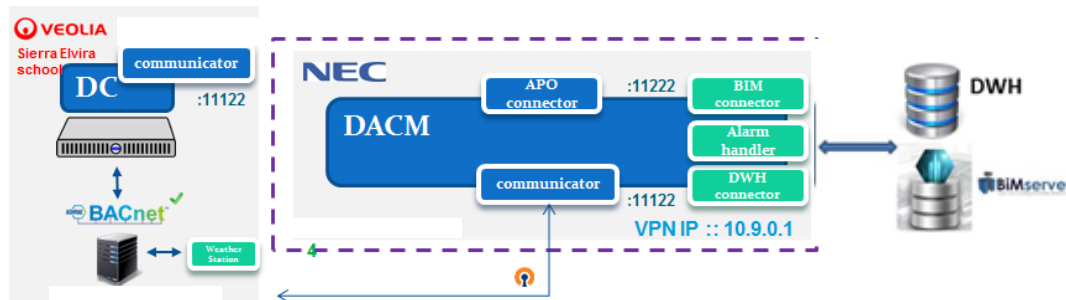 VEOLIA
Sierra Elvira
school
communicator
DC
:11122
BACnet™
Weather
Station
NEC
APO
connector
:11222
BIM
connector
DACM
Alarm
handler
communicator
DWH
connector
:11122
VPN IP :: 10.9.0.1
4
DWH
BiMserve